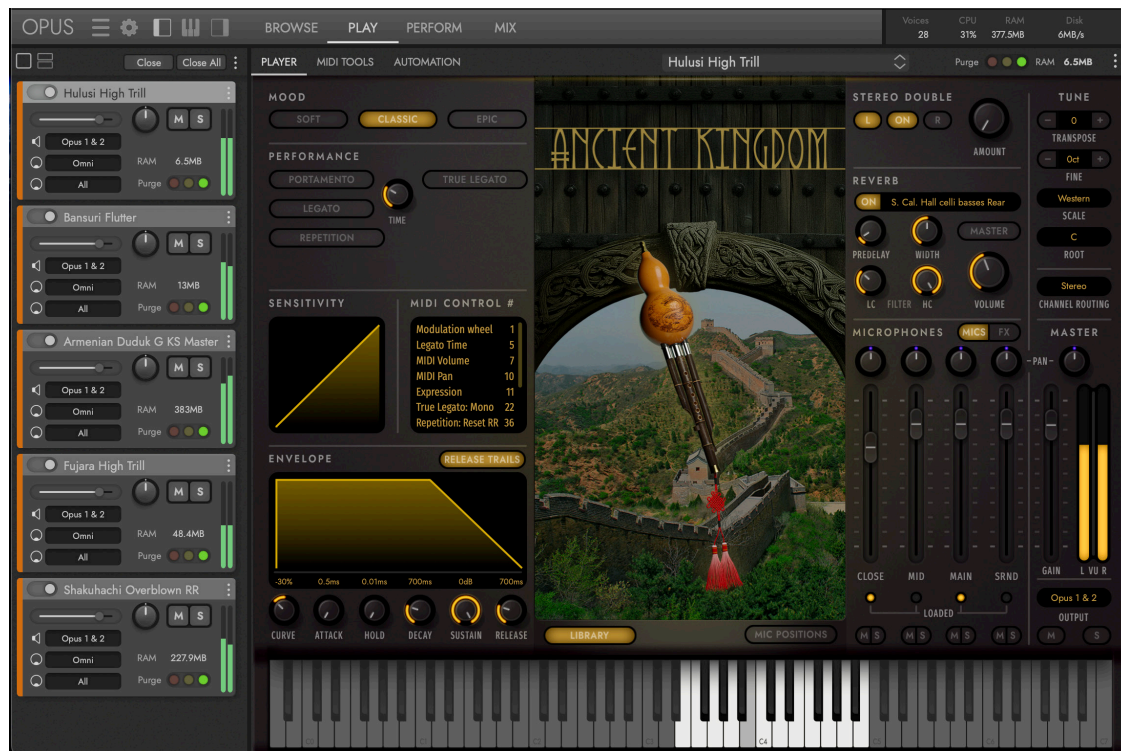 OPUS BROWSE PLAY PERFORM MIX Voices CPU RAM Disk
28 31% 377.5MB 6MB/s
Close Close All
PLAYER MIDI TOOLS AUTOMATION Hulusi High Trill Purge RAM 6.5MB
Hulusi High Trill
M S
Opus 1 & 2
Omni RAM 6.5MB
All Purge
Bansuri Flutter
M S
Opus 1 & 2
Omni RAM 13MB
All Purge
Armenian Duduk G KS Master
M S
Opus 1 & 2
Omni RAM 383MB
All Purge
Fujara High Trill
M S
Opus 1 & 2
Omni RAM 48.4MB
All Purge
Shakuhachi Overblown RR
M S
Opus 1 & 2
Omni RAM 227.9MB
All Purge
MOOD
SOFT CLASSIC EPIC
PERFORMANCE
PORTAMENTO TRUE LEGATO
LEGATO
TIME
REPETITION
SENSITIVITY MIDI CONTROL #
Modulation wheel 1
Legato Time 5
MIDI Volume 7
MIDI Pan 10
Expression 11
True Legato: Mono 22
Repetition: Reset RR 36
ENVELOPE RELEASE TRAILS
-30% 0.5ms 0.01ms 700ms 0dB 700ms
CURVE ATTACK HOLD DECAY SUSTAIN RELEASE
ANCIENT KINGDOM
LIBRARY MIC POSITIONS
STEREO DOUBLE
L ON R
AMOUNT
REVERB
ON S. Cal. Hall celli basses Rear
MASTER
PREDELAY WIDTH
LC FILTER HC VOLUME
MICROPHONES MICS FX
-PAN-
CLOSE MID MAIN SRND
LOADED
M S M S M S M S
TUNE
- 0 +
TRANSPOSE
- 0ct +
FINE
Western
SCALE
C
ROOT
Stereo
CHANNEL ROUTING
MASTER
GAIN L VU R
Opus 1 & 2
OUTPUT
M S
C4